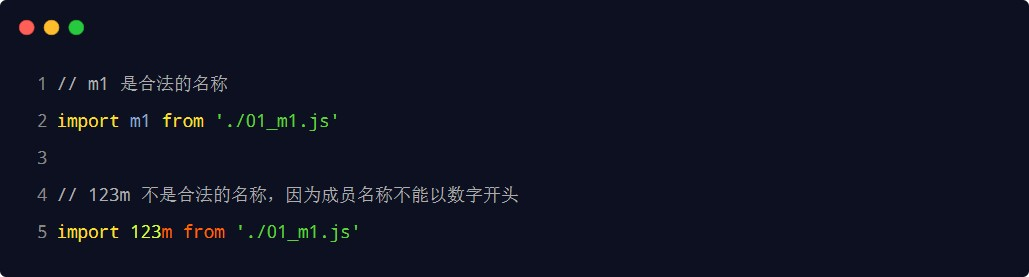 1 // m1 是合法的名称
2 import m1 from './01_m1.js'
3
4 // 123m 不是合法的名称，因为成员名称不能以数字开头
5 import 123m from './01_m1.js'